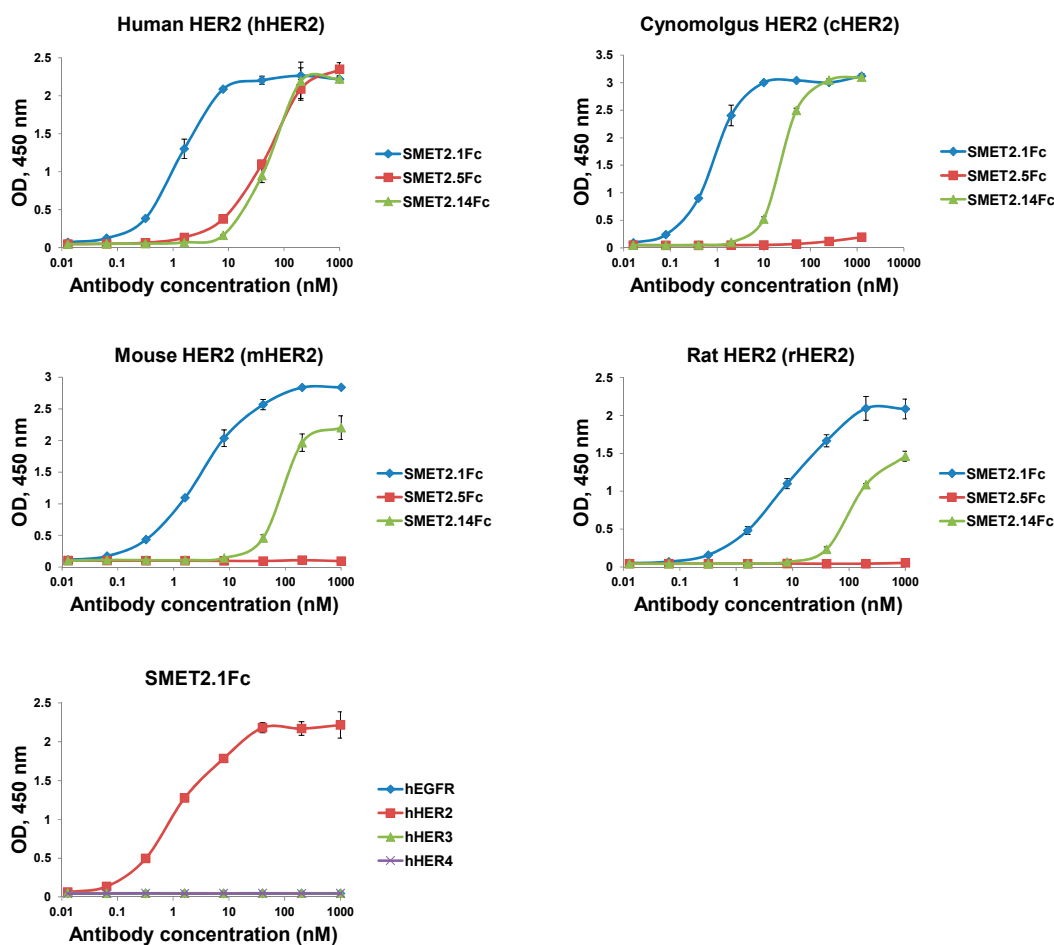 Human HER2 (hHER2)
2.5
2
1.5
1
0.5
0
0.01 0.1 1 10 100 1000
OD, 450 nm
Antibody concentration (nM)
SMET2.1Fc
SMET2.5Fc
SMET2.14Fc
Cynomolgus HER2 (cHER2)
3.5
3
2.5
2
1.5
1
0.5
0
0.01 0.1 1 10 100 1000 10000
OD, 450 nm
Antibody concentration (nM)
SMET2.1Fc
SMET2.5Fc
SMET2.14Fc
Mouse HER2 (mHER2)
3
2.5
2
1.5
1
0.5
0
0.01 0.1 1 10 100 1000
OD, 450 nm
Antibody concentration (nM)
SMET2.1Fc
SMET2.5Fc
SMET2.14Fc
Rat HER2 (rHER2)
2.5
2
1.5
1
0.5
0
0.01 0.1 1 10 100 1000
OD, 450 nm
Antibody concentration (nM)
SMET2.1Fc
SMET2.5Fc
SMET2.14Fc
SMET2.1Fc
2.5
2
1.5
1
0.5
0
0.01 0.1 1 10 100 1000
OD, 450 nm
Antibody concentration (nM)
hEGFR
hHER2
hHER3
hHER4